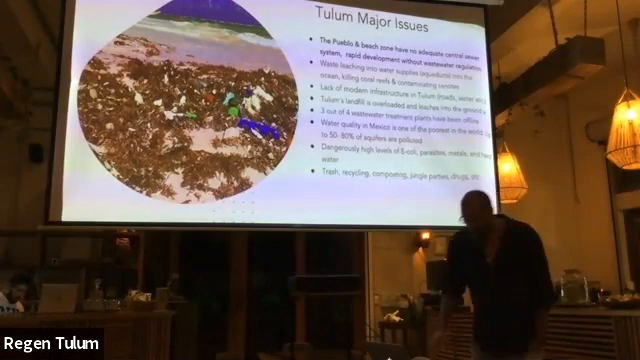 Tulum Major Issues
• The Pueblo & beach zone have no adequate central sewer
system, rapid development without wastewater regulation.
• Waste leaching into water supplies (aqueducts) into the
ocean, killing coral reefs & contaminating cenotes
• Lack of modern infrastructure in Tulum (roads, water etc)
• Tulum's landfill is overloaded and leaches into the ground
• 3 out of 4 wastewater treatment plants have been offline
• Water quality in Mexico is one of the poorest in the world.
to 50- 80% of aquifers are polluted
• Dangerously high levels of E-coli, parasites, metals, and
water
• Trash, recycling, composting, jungle parties, drugs,
Regen Tulum